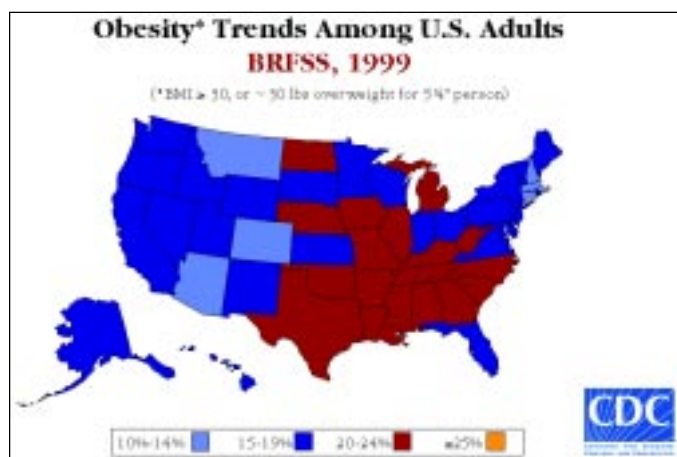 Obesity* Trends Among U.S. Adults
BRFSS, 1999
(*BMI ≥ 30, or ~ 30 lbs overweight for 5'4" person)
10%-14% 15-19% 20-24% ≥25%
CDC